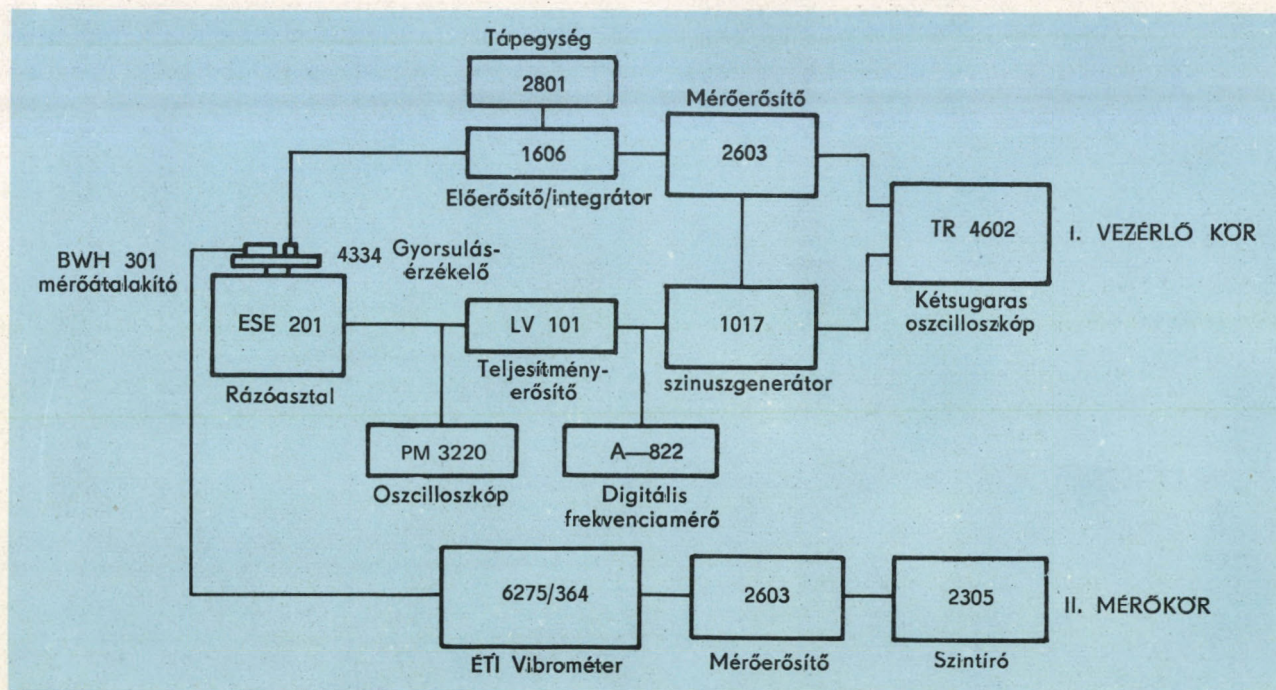 Tápegység
2801
Mérőerősítő
1606
2603
Előerősítő/integrátor
TR 4602
I. VEZÉRLŐ KÖR
Kétsugaras
oszcilloszkóp
BWH 301
mérőátalakító
4334 Gyorsulás-
érzékelő
ESE 201
Rázóasztal
LV 101
Teljesítmény-
erősítő
1017
szinuszgenerátor
PM 3220
Oszcilloszkóp
A—822
Digitális
frekvenciamérő
6275/364
ÉTI Vibrométer
2603
Mérőerősítő
2305
Szintíró
II. MÉRŐKÖR